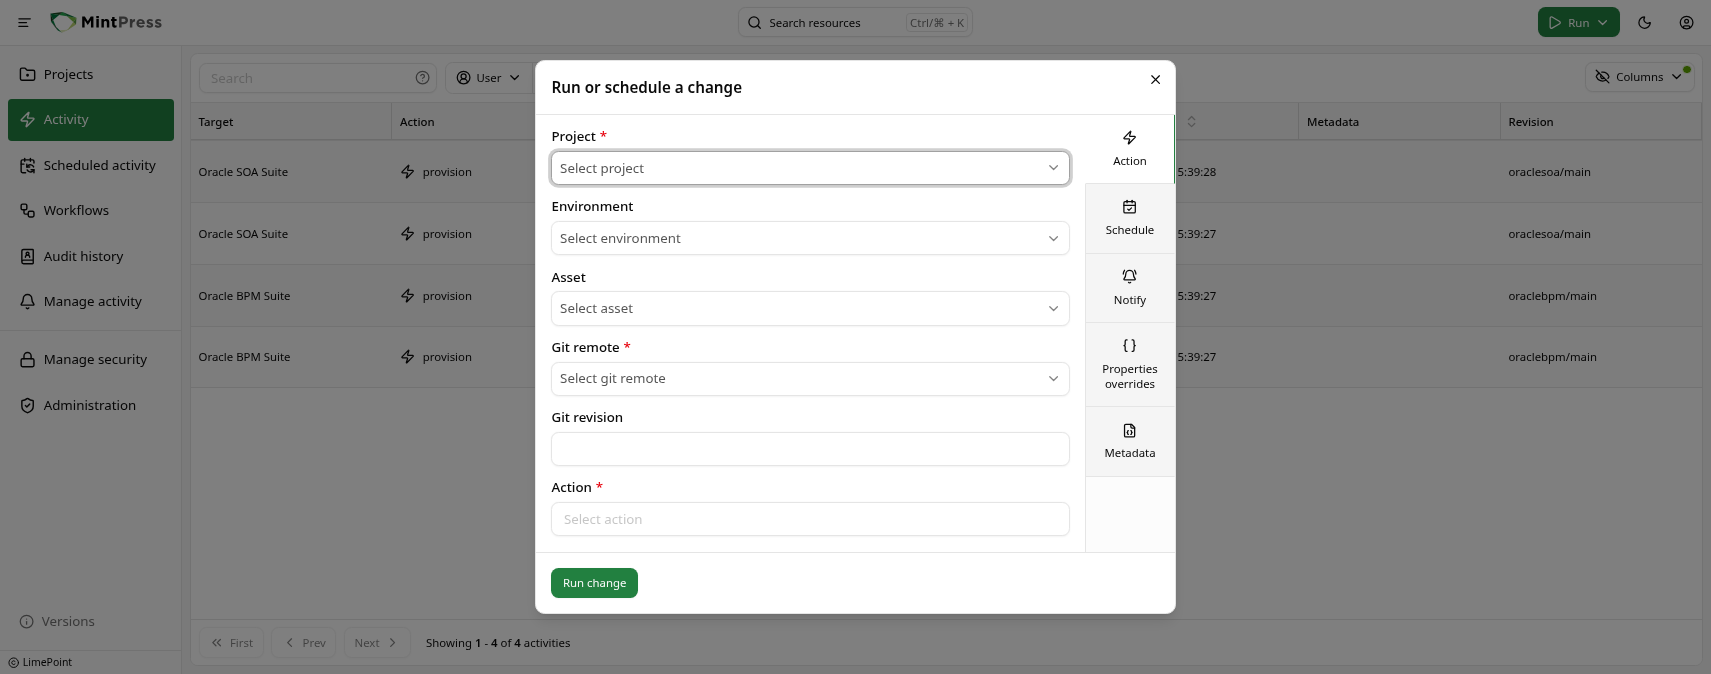 MintPress
Search resources Ctrl/⌘ + K
Run
Projects
Activity
Scheduled activity
Workflows
Audit history
Manage activity
Manage security
Administration
Versions
© LimePoint
Search
User
Columns
Target Action Metadata Revision
Oracle SOA Suite provision 5:39:28 oraclesoa/main
Oracle SOA Suite provision 5:39:27 oraclesoa/main
Oracle BPM Suite provision 5:39:27 oraclebpm/main
Oracle BPM Suite provision 5:39:27 oraclebpm/main
First Prev Next Showing 1 - 4 of 4 activities
Run or schedule a change
Project *
Select project
Environment
Select environment
Asset
Select asset
Git remote *
Select git remote
Git revision
Action *
Select action
Run change
Action
Schedule
Notify
Properties
overrides
Metadata